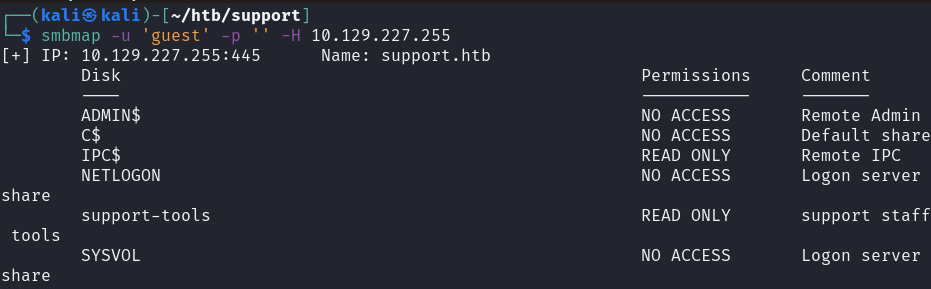 ┌──(kali㉿kali)-[~/htb/support]
└─$ smbmap -u 'guest' -p '' -H 10.129.227.255
[+] IP: 10.129.227.255:445 Name: support.htb
Disk Permissions Comment
---- ----------- -------
ADMIN$ NO ACCESS Remote Admin
C$ NO ACCESS Default share
IPC$ READ ONLY Remote IPC
NETLOGON NO ACCESS Logon server
share
support-tools READ ONLY support staff
tools
SYSVOL NO ACCESS Logon server
share